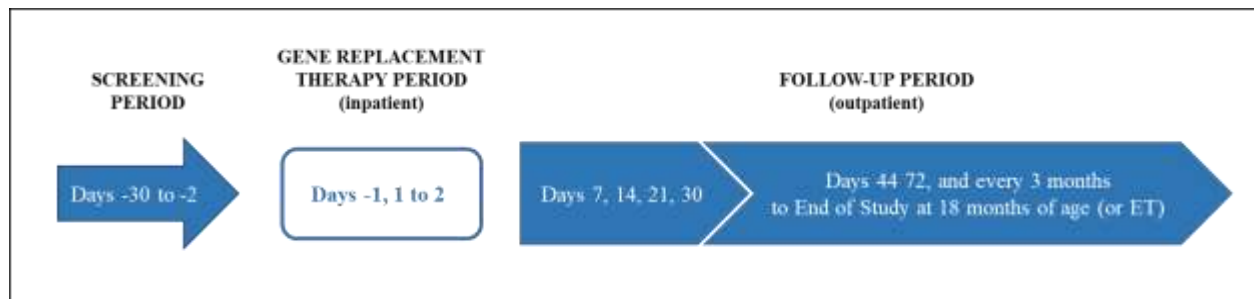 SCREENING
PERIOD
GENE REPLACEMENT
THERAPY PERIOD
(inpatient)
FOLLOW-UP PERIOD
(outpatient)
Days -30 to -2
Days -1, 1 to 2
Days 7, 14, 21, 30
Days 44 72, and every 3 months
to End of Study at 18 months of age (or ET)